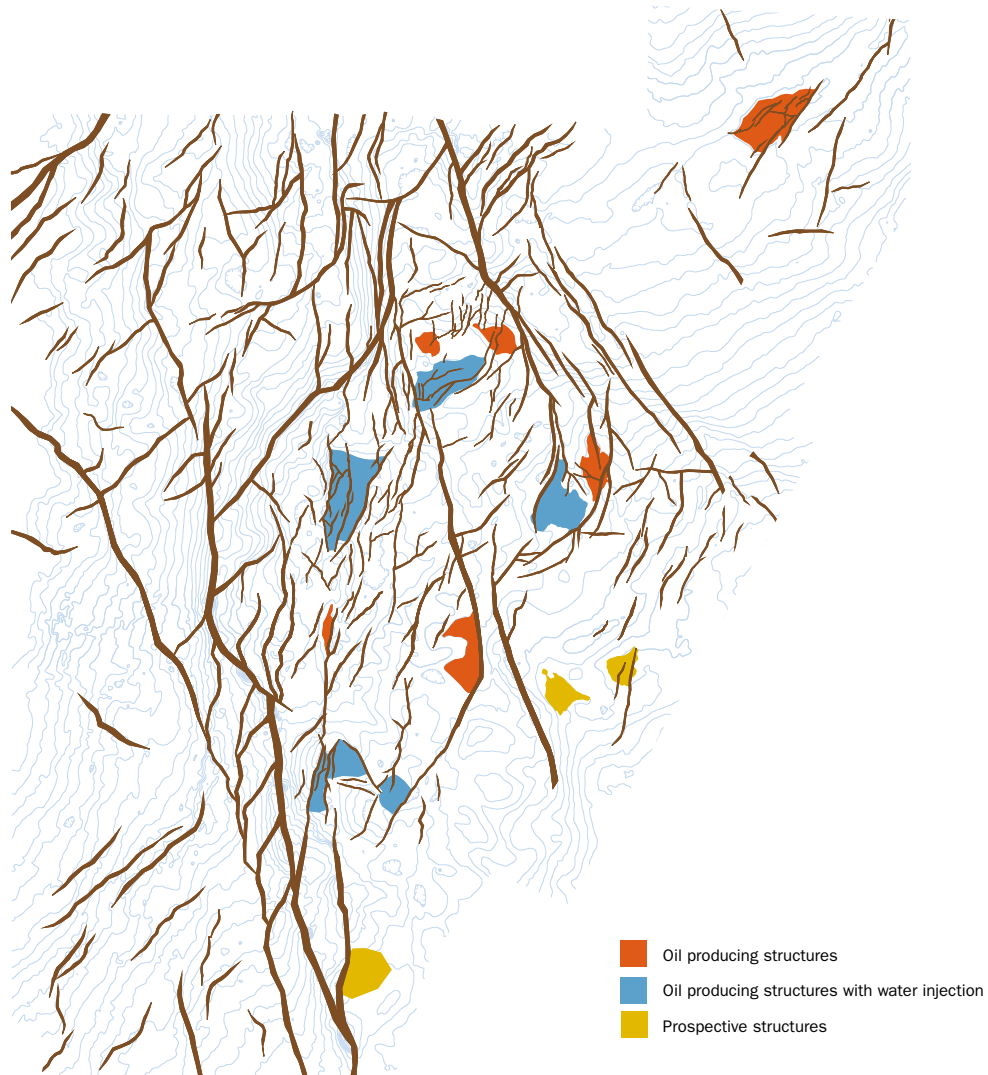 Oil producing structures
Oil producing structures with water injection
Prospective structures